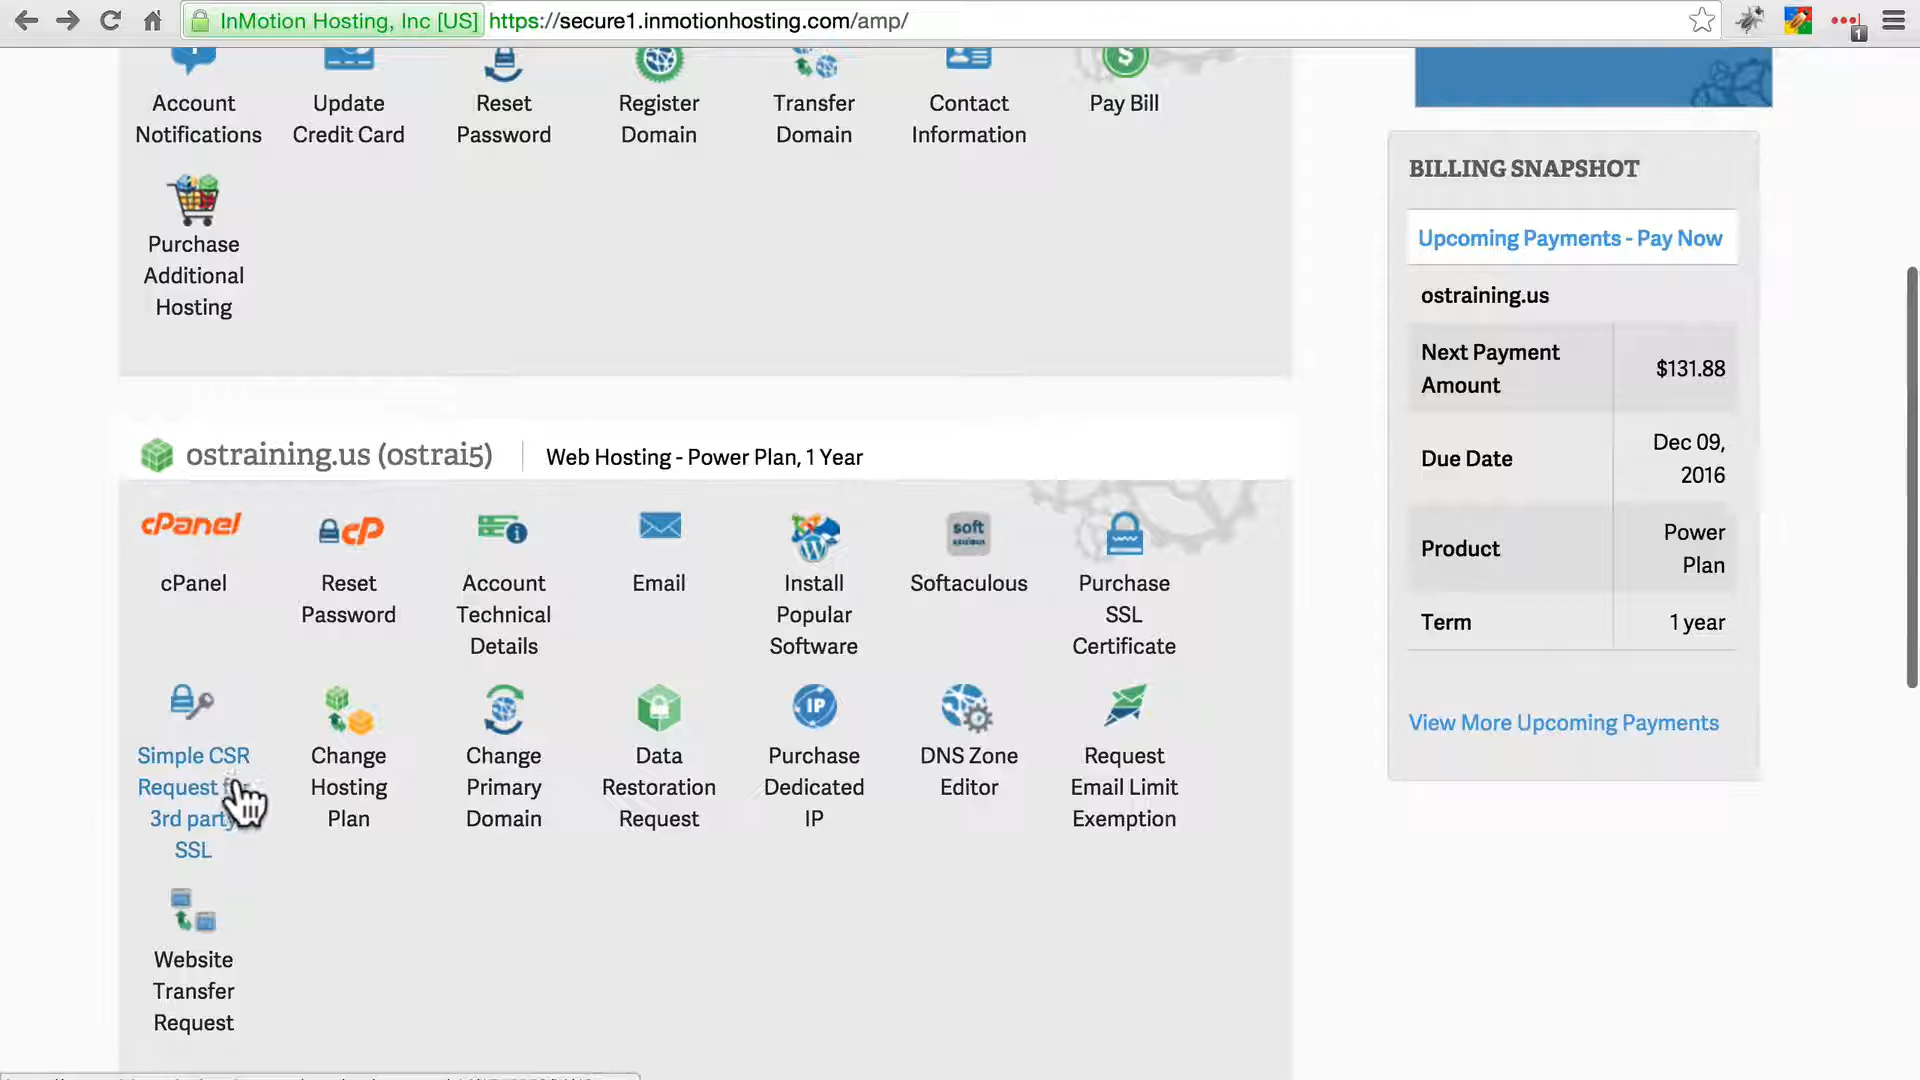 InMotion Hosting, Inc [US] https://secure1.inmotionhosting.com/amp/
1
Account
Notifications
Update
Credit Card
Reset
Password
Register
Domain
Transfer
Domain
Contact
Information
$
Pay Bill
Purchase
Additional
Hosting
BILLING SNAPSHOT
Upcoming Payments - Pay Now
ostraining.us
Next Payment
Amount
$131.88
Due Date
Dec 09,
2016
Product
Power
Plan
Term
1 year
View More Upcoming Payments
ostraining.us (ostrai5)
Web Hosting - Power Plan, 1 Year
cPanel
cPanel
cP
Reset
Password
Account
Technical
Details
Email
Install
Popular
Software
soft
aculous
Softaculous
Purchase
SSL
Certificate
Simple CSR
Request
3rd party
SSL
Change
Hosting
Plan
Change
Primary
Domain
Data
Restoration
Request
IP
Purchase
Dedicated
IP
DNS Zone
Editor
Request
Email Limit
Exemption
Website
Transfer
Request